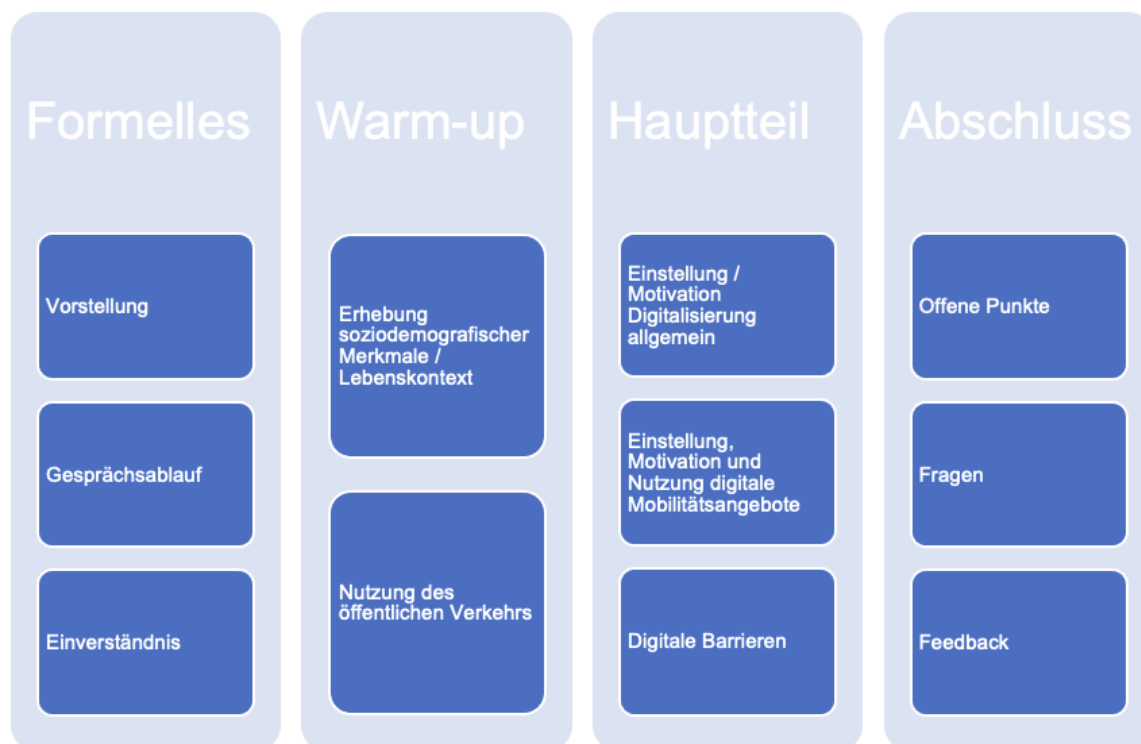 Formelles
Vorstellung
Gesprächsablauf
Einverständnis
Warm-up
Erhebung
soziodemografischer
Merkmale /
Lebenskontext
Nutzung des
öffentlichen Verkehrs
Hauptteil
Einstellung /
Motivation
Digitalisierung
allgemein
Einstellung,
Motivation und
Nutzung digitale
Mobilitätsangebote
Digitale Barrieren
Abschluss
Offene Punkte
Fragen
Feedback